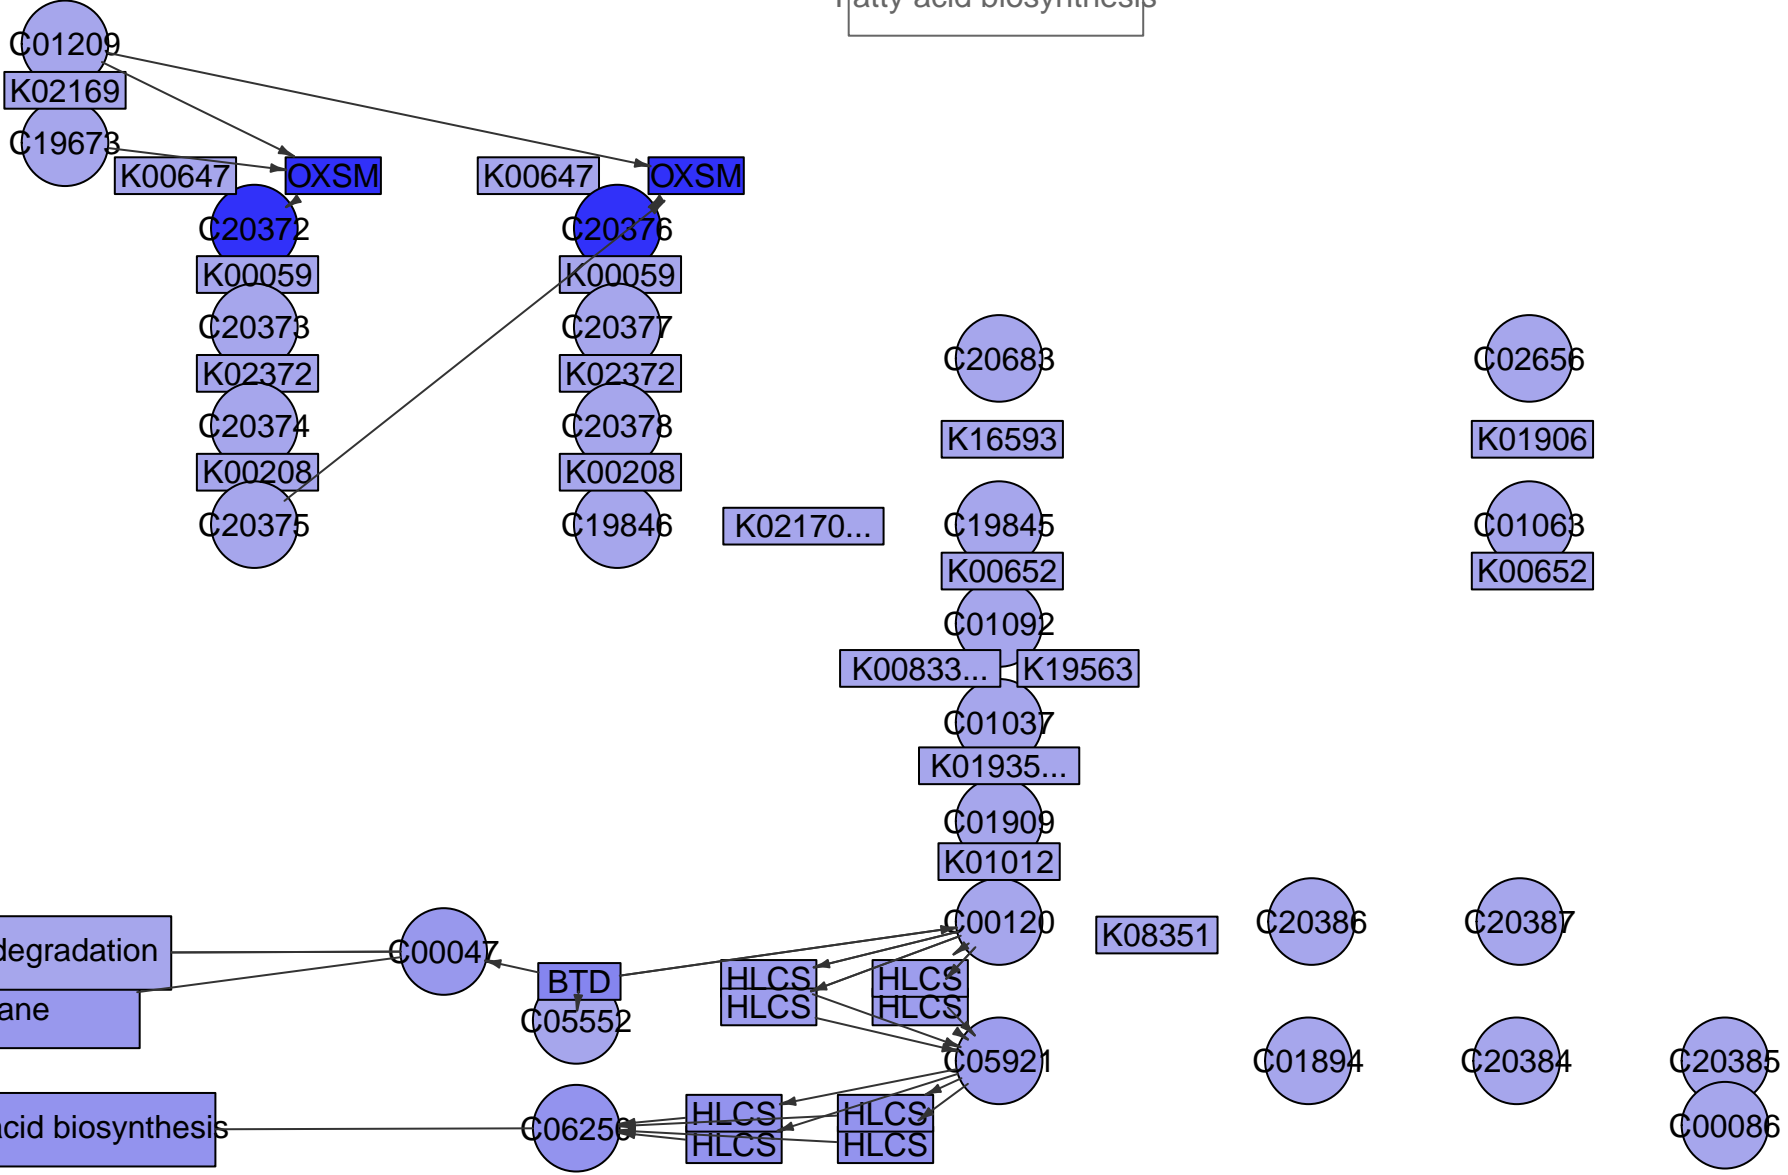 Fatty acid biosynthesis
C01209
K02169
C19673
K00647
OXSM
K00647
OXSM
C20372
C20376
K00059
K00059
C20373
C20377
C20683
C02656
K02372
K02372
C20374
C20378
K16593
K01906
K00208
K00208
C20375
C19846
K02170...
C19845
C01063
K00652
K00652
C01092
K00833...
K19563
C01037
K01935...
C01909
K01012
C00120
C20386
C20387
K08351
degradation
C00047
BTD
HLCS
HLCS
ane
HLCS
HLCS
C05552
C05921
C01894
C20384
C20385
HLCS
HLCS
acid biosynthesis
C06250
C00086
HLCS
HLCS